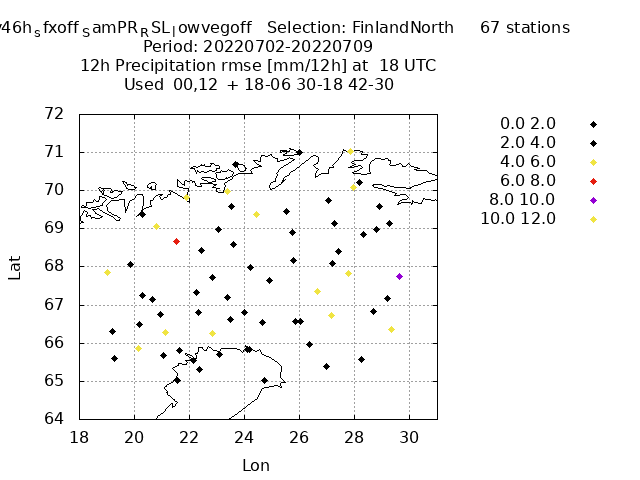 v46h_sfxoff_samPR_RSL_lowvegoff   Selection: FinlandNorth   67 stations
Period: 20220702-20220709
12h Precipitation rmse [mm/12h] at 18 UTC
Used 00,12 + 18-06 30-18 42-30
0.0 2.0
2.0 4.0
4.0 6.0
6.0 8.0
8.0 10.0
10.0 12.0
72
71
70
69
68
67
66
65
64
Lat
18 20 22 24 26 28 30
Lon